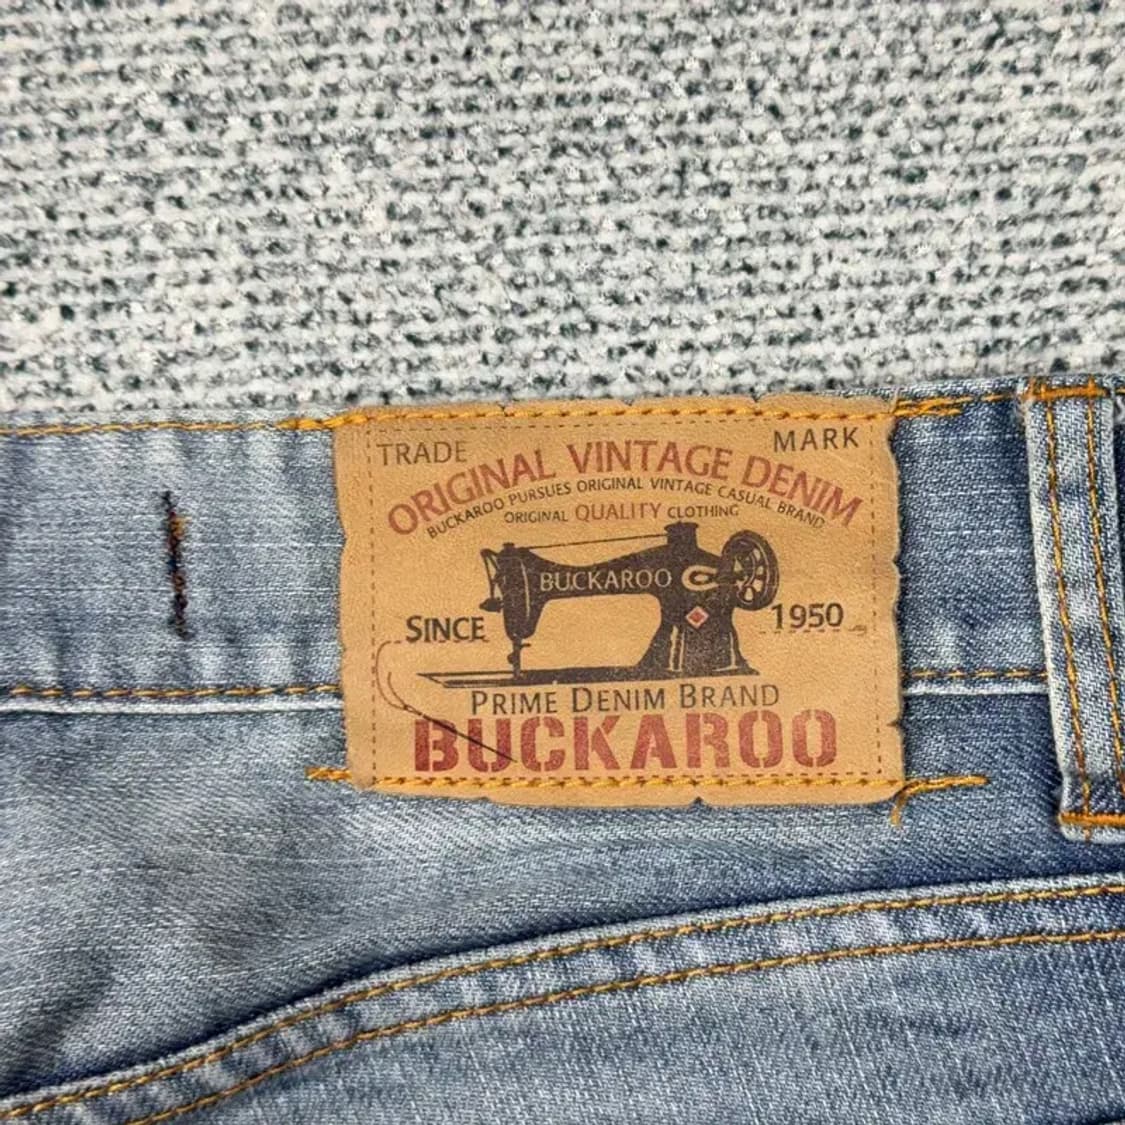 TRADE MARK
ORIGINAL VINTAGE DENIM
BUCKAROO PURSUES ORIGINAL VINTAGE CASUAL BRAND
ORIGINAL QUALITY CLOTHING
BUCKAROO
SINCE 1950
PRIME DENIM BRAND
BUCKAROO